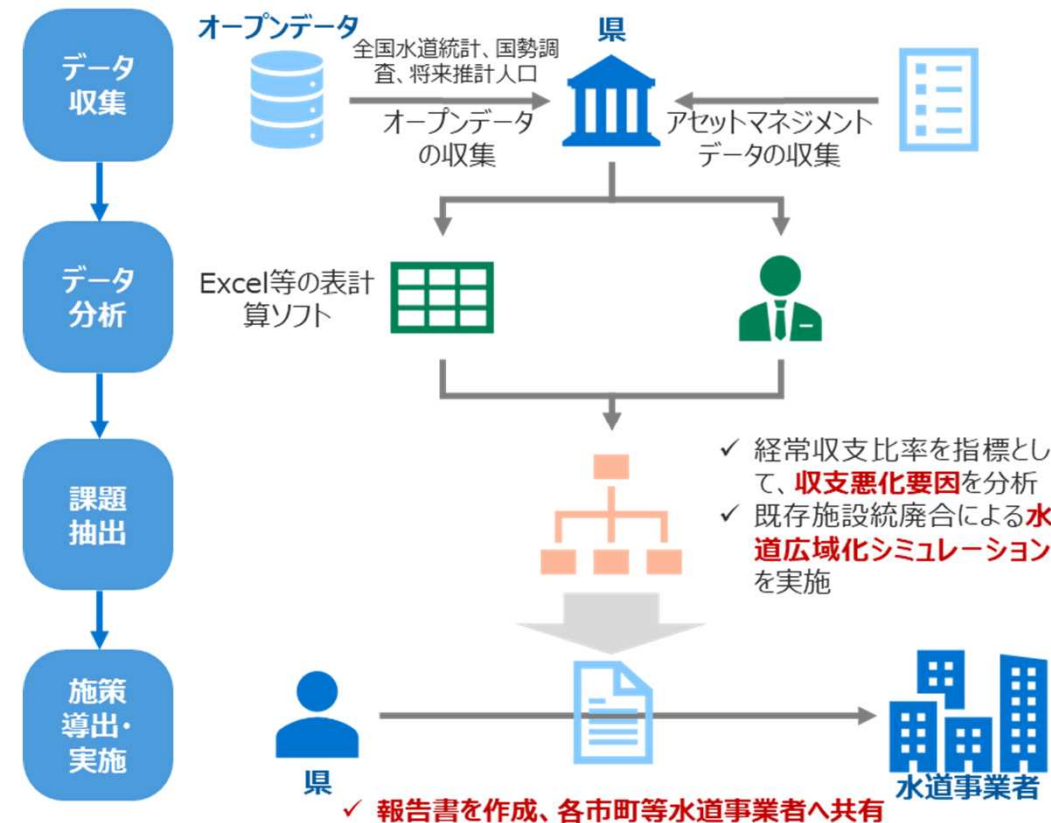 データ
収集
オープンデータ
全国水道統計、国勢調
査、将来推計人口
オープンデータ
の収集
県
アセットマネジメント
データの収集
データ
分析
Excel等の表計
算ソフト
課題
抽出
✓ 経常収支比率を指標とし
て、収支悪化要因を分析
✓ 既存施設統廃合による水
道広域化シミュレーション
を実施
施策
導出・
実施
県
水道事業者
✓ 報告書を作成、各市町等水道事業者へ共有